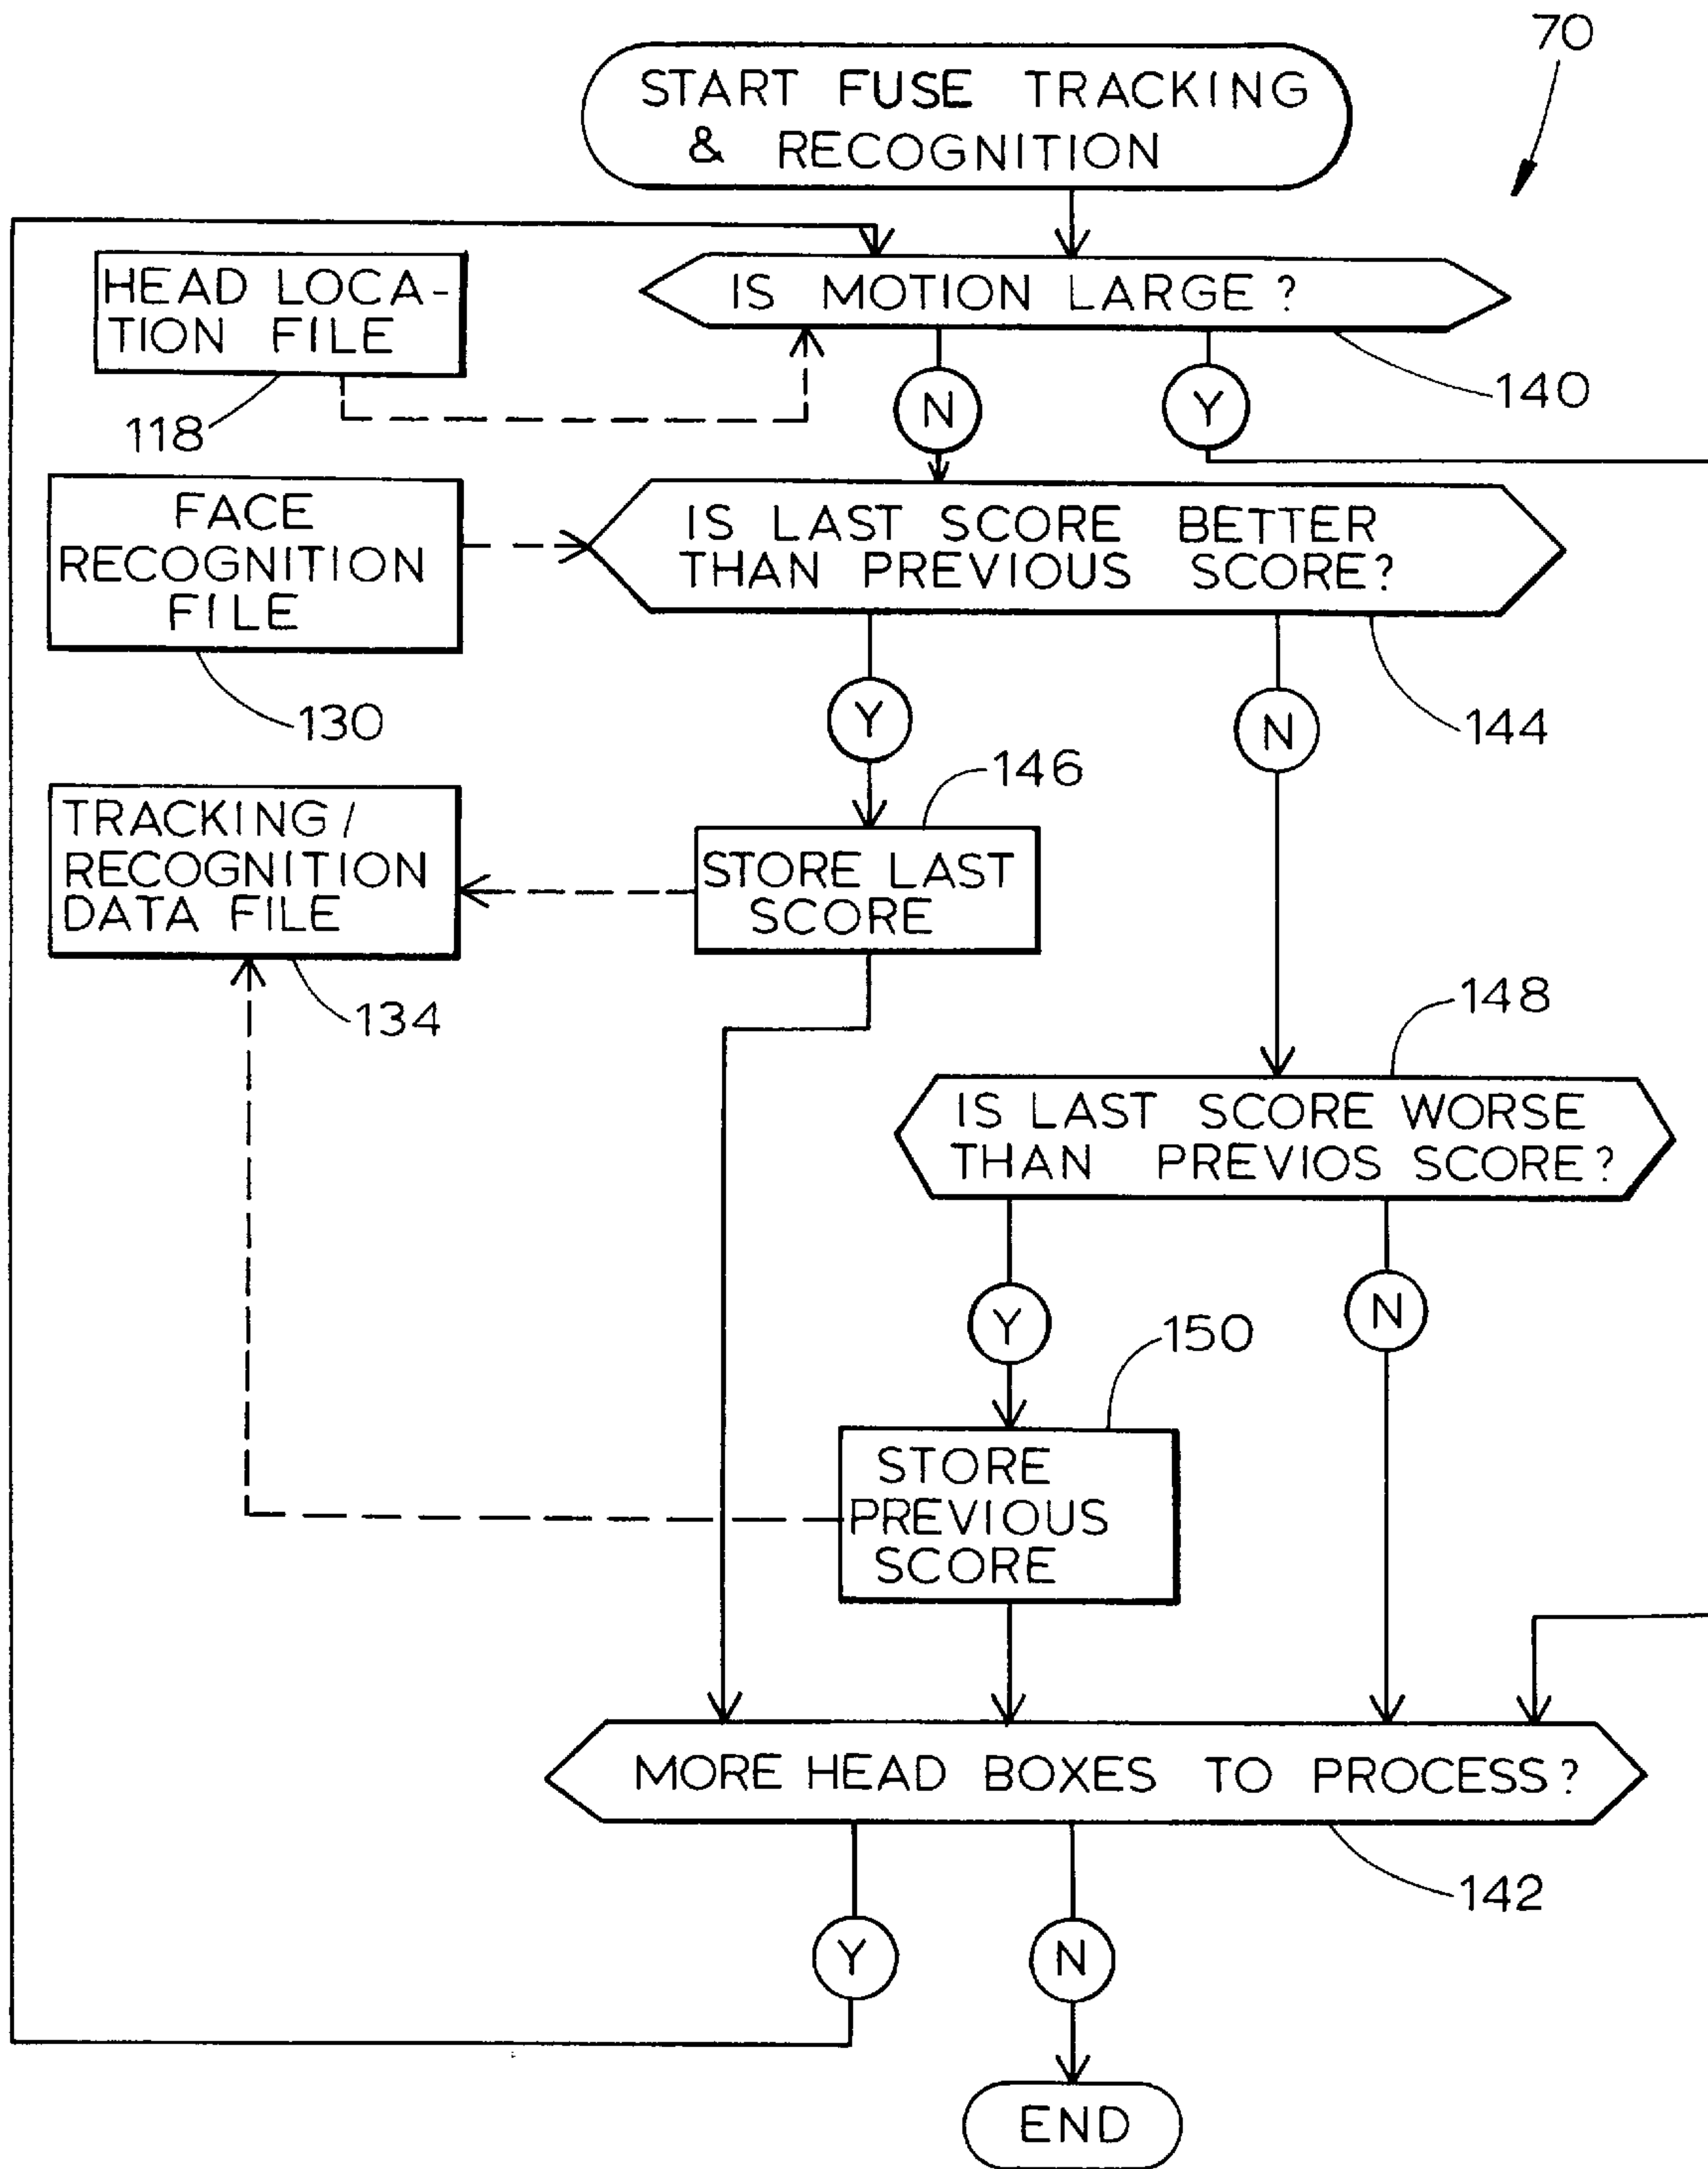 70
START FUSE TRACKING
& RECOGNITION
HEAD LOCA-
TION FILE
118
IS MOTION LARGE?
140
N
Y
FACE
RECOGNITION
FILE
130
IS LAST SCORE BETTER
THAN PREVIOUS SCORE?
144
Y
N
146
TRACKING/
RECOGNITION
DATA FILE
134
STORE LAST
SCORE
148
IS LAST SCORE WORSE
THAN PREVIOS SCORE?
Y
N
150
STORE
PREVIOUS
SCORE
MORE HEAD BOXES TO PROCESS?
142
Y
N
END